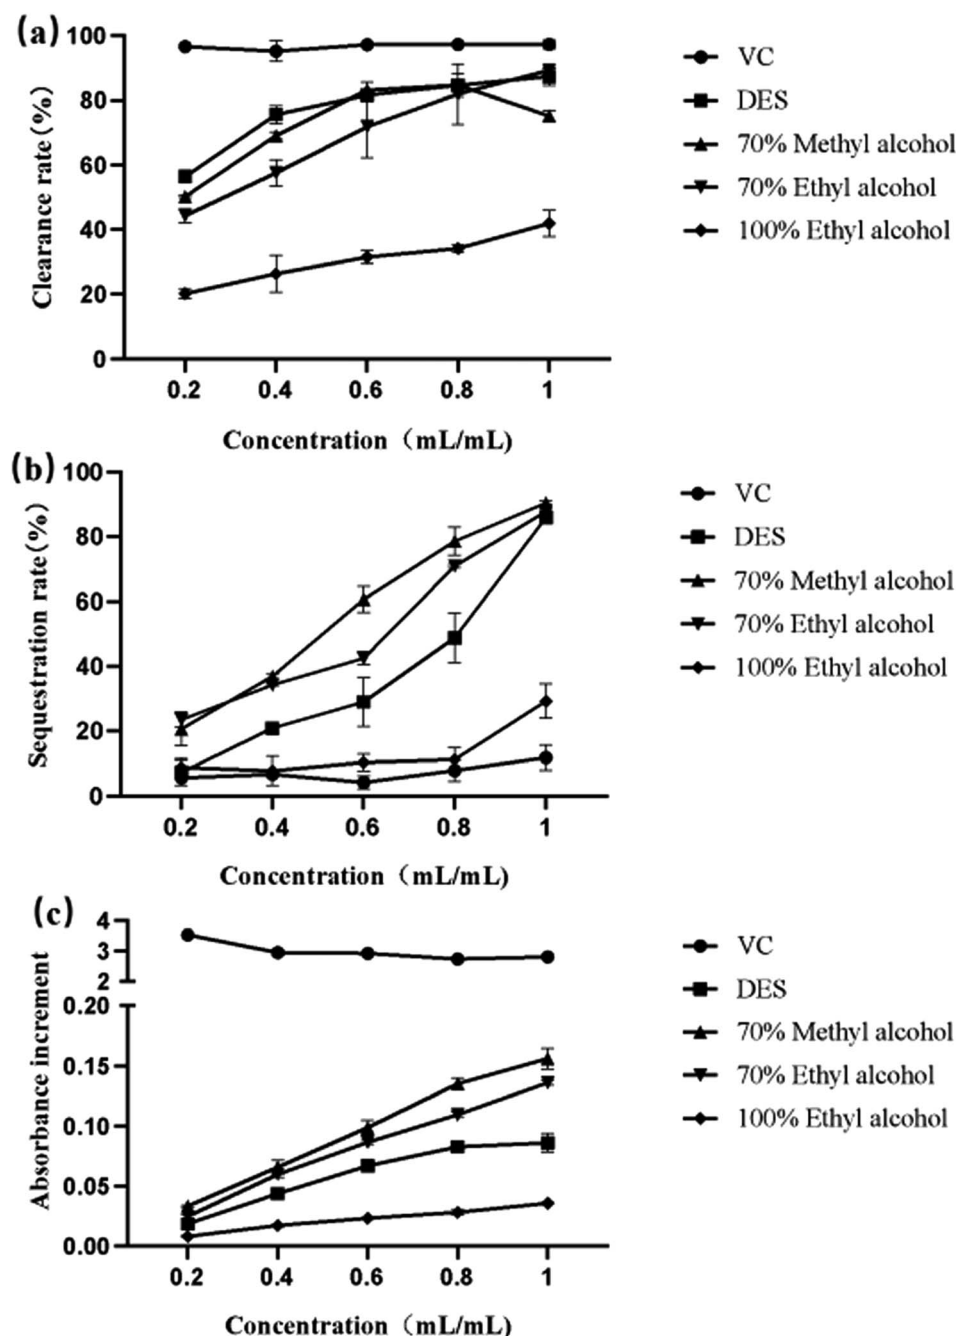 (a)
Clearance rate(%)
100
80
60
40
20
0
0.2 0.4 0.6 0.8 1
Concentration（mL/mL）
VC
DES
70% Methyl alcohol
70% Ethyl alcohol
100% Ethyl alcohol
(b)
Sequestration rate(%)
100
80
60
40
20
0
0.2 0.4 0.6 0.8 1
Concentration（mL/mL）
VC
DES
70% Methyl alcohol
70% Ethyl alcohol
100% Ethyl alcohol
(c)
Absorbance increment
4
3
2
0.20
0.15
0.10
0.05
0.00
0.2 0.4 0.6 0.8 1
Concentration（mL/mL）
VC
DES
70% Methyl alcohol
70% Ethyl alcohol
100% Ethyl alcohol